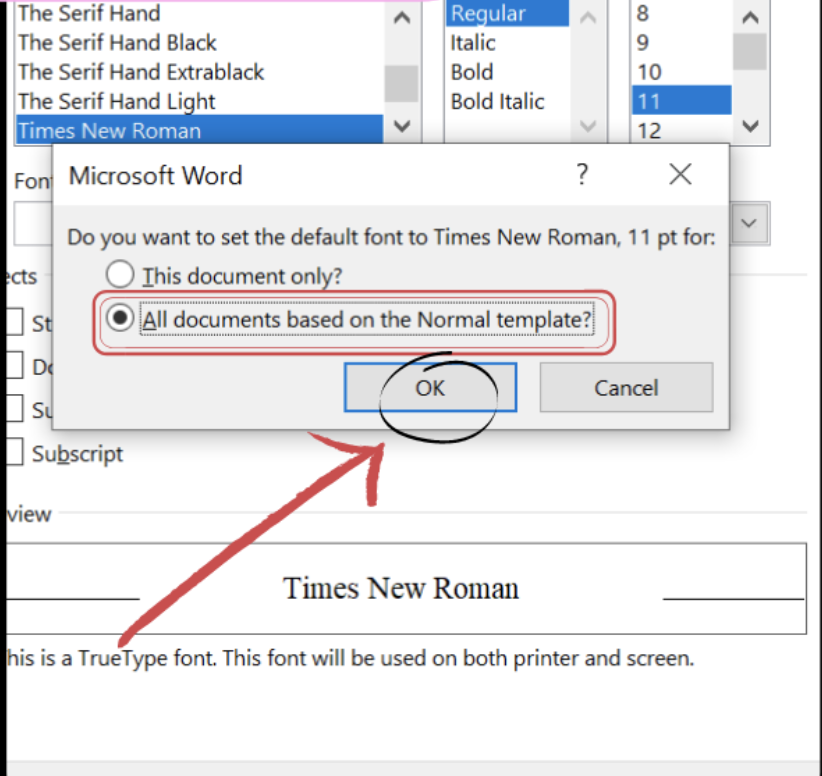 The Serif Hand
Regular
8
The Serif Hand Black
Italic
9
The Serif Hand Extrablack
Bold
10
The Serif Hand Light
Bold Italic
11
Times New Roman
12
Microsoft Word
?
Fon
Do you want to set the default font to Times New Roman, 11 pt for:
ects
This document only?
St
All documents based on the Normal template?
Do
OK
Cancel
Su
Subscript
view
Times New Roman
his is a TrueType font. This font will be used on both printer and screen.